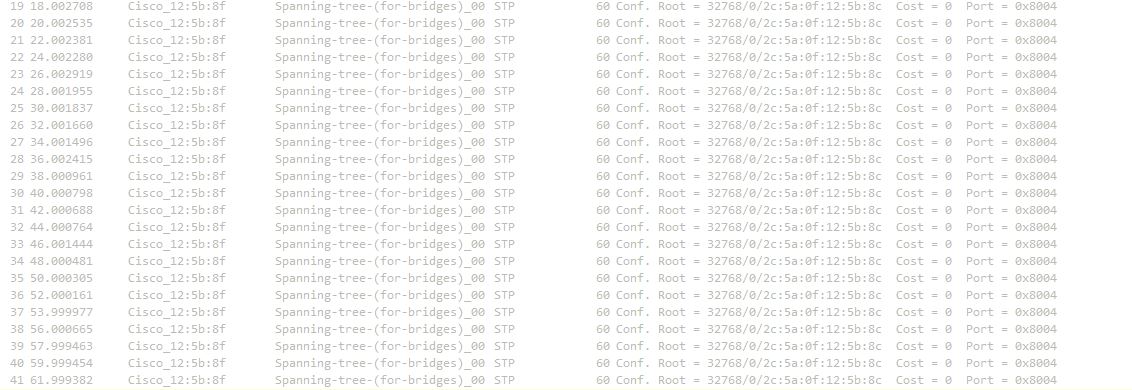 19 18.002708 Cisco_12:5b:8f Spanning-tree-(for-bridges)_00 STP 60 Conf. Root = 32768/0/2c:5a:0f:12:5b:8c Cost = 0 Port = 0x8004
20 20.002535 Cisco_12:5b:8f Spanning-tree-(for-bridges)_00 STP 60 Conf. Root = 32768/0/2c:5a:0f:12:5b:8c Cost = 0 Port = 0x8004
21 22.002381 Cisco_12:5b:8f Spanning-tree-(for-bridges)_00 STP 60 Conf. Root = 32768/0/2c:5a:0f:12:5b:8c Cost = 0 Port = 0x8004
22 24.002280 Cisco_12:5b:8f Spanning-tree-(for-bridges)_00 STP 60 Conf. Root = 32768/0/2c:5a:0f:12:5b:8c Cost = 0 Port = 0x8004
23 26.002919 Cisco_12:5b:8f Spanning-tree-(for-bridges)_00 STP 60 Conf. Root = 32768/0/2c:5a:0f:12:5b:8c Cost = 0 Port = 0x8004
24 28.001955 Cisco_12:5b:8f Spanning-tree-(for-bridges)_00 STP 60 Conf. Root = 32768/0/2c:5a:0f:12:5b:8c Cost = 0 Port = 0x8004
25 30.001837 Cisco_12:5b:8f Spanning-tree-(for-bridges)_00 STP 60 Conf. Root = 32768/0/2c:5a:0f:12:5b:8c Cost = 0 Port = 0x8004
26 32.001660 Cisco_12:5b:8f Spanning-tree-(for-bridges)_00 STP 60 Conf. Root = 32768/0/2c:5a:0f:12:5b:8c Cost = 0 Port = 0x8004
27 34.001496 Cisco_12:5b:8f Spanning-tree-(for-bridges)_00 STP 60 Conf. Root = 32768/0/2c:5a:0f:12:5b:8c Cost = 0 Port = 0x8004
28 36.002415 Cisco_12:5b:8f Spanning-tree-(for-bridges)_00 STP 60 Conf. Root = 32768/0/2c:5a:0f:12:5b:8c Cost = 0 Port = 0x8004
29 38.000961 Cisco_12:5b:8f Spanning-tree-(for-bridges)_00 STP 60 Conf. Root = 32768/0/2c:5a:0f:12:5b:8c Cost = 0 Port = 0x8004
30 40.000798 Cisco_12:5b:8f Spanning-tree-(for-bridges)_00 STP 60 Conf. Root = 32768/0/2c:5a:0f:12:5b:8c Cost = 0 Port = 0x8004
31 42.000688 Cisco_12:5b:8f Spanning-tree-(for-bridges)_00 STP 60 Conf. Root = 32768/0/2c:5a:0f:12:5b:8c Cost = 0 Port = 0x8004
32 44.000764 Cisco_12:5b:8f Spanning-tree-(for-bridges)_00 STP 60 Conf. Root = 32768/0/2c:5a:0f:12:5b:8c Cost = 0 Port = 0x8004
33 46.001444 Cisco_12:5b:8f Spanning-tree-(for-bridges)_00 STP 60 Conf. Root = 32768/0/2c:5a:0f:12:5b:8c Cost = 0 Port = 0x8004
34 48.000481 Cisco_12:5b:8f Spanning-tree-(for-bridges)_00 STP 60 Conf. Root = 32768/0/2c:5a:0f:12:5b:8c Cost = 0 Port = 0x8004
35 50.000305 Cisco_12:5b:8f Spanning-tree-(for-bridges)_00 STP 60 Conf. Root = 32768/0/2c:5a:0f:12:5b:8c Cost = 0 Port = 0x8004
36 52.000161 Cisco_12:5b:8f Spanning-tree-(for-bridges)_00 STP 60 Conf. Root = 32768/0/2c:5a:0f:12:5b:8c Cost = 0 Port = 0x8004
37 53.999977 Cisco_12:5b:8f Spanning-tree-(for-bridges)_00 STP 60 Conf. Root = 32768/0/2c:5a:0f:12:5b:8c Cost = 0 Port = 0x8004
38 56.000665 Cisco_12:5b:8f Spanning-tree-(for-bridges)_00 STP 60 Conf. Root = 32768/0/2c:5a:0f:12:5b:8c Cost = 0 Port = 0x8004
39 57.999463 Cisco_12:5b:8f Spanning-tree-(for-bridges)_00 STP 60 Conf. Root = 32768/0/2c:5a:0f:12:5b:8c Cost = 0 Port = 0x8004
40 59.999454 Cisco_12:5b:8f Spanning-tree-(for-bridges)_00 STP 60 Conf. Root = 32768/0/2c:5a:0f:12:5b:8c Cost = 0 Port = 0x8004
41 61.999382 Cisco_12:5b:8f Spanning-tree-(for-bridges)_00 STP 60 Conf. Root = 32768/0/2c:5a:0f:12:5b:8c Cost = 0 Port = 0x8004